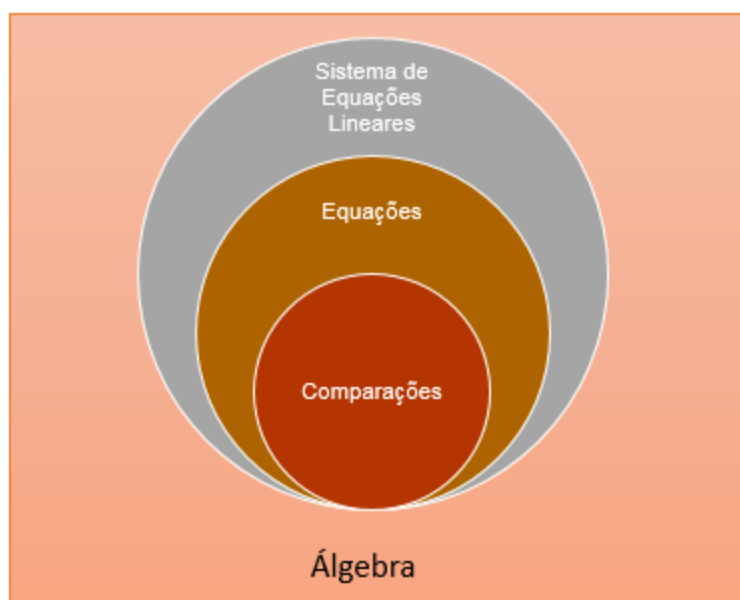 Sistema de
Equações
Lineares
Equações
Comparações
Álgebra